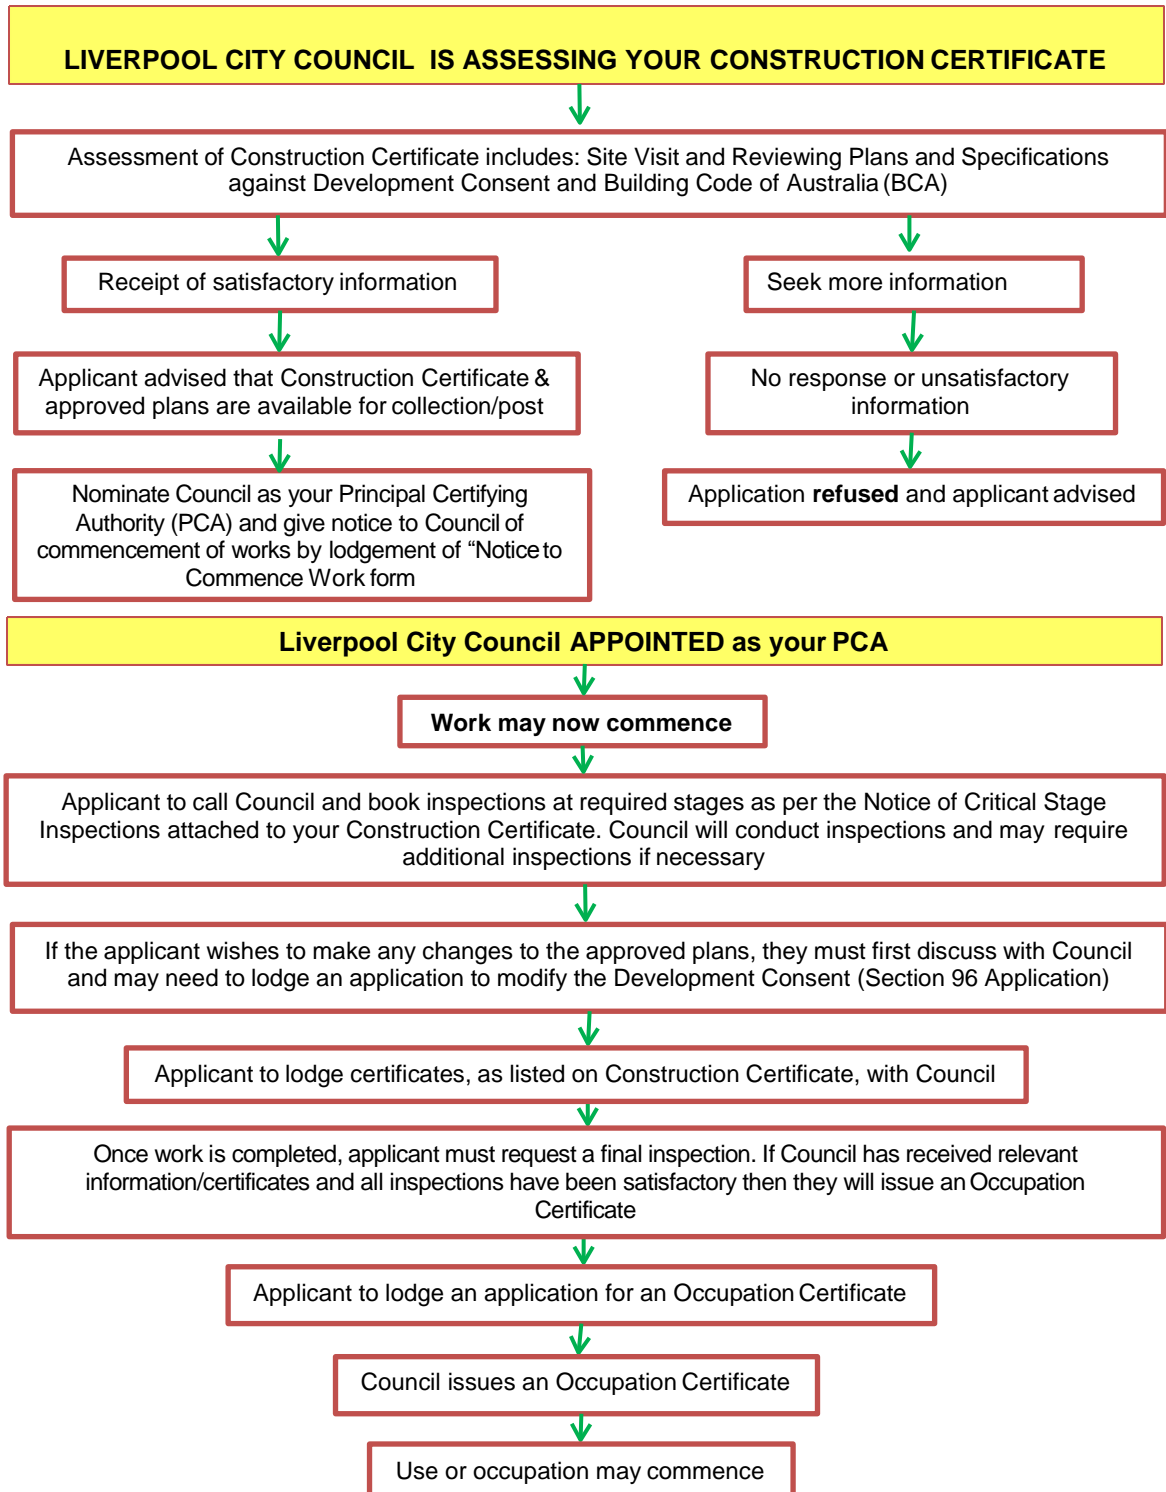 LIVERPOOL CITY COUNCIL IS ASSESSING YOUR CONSTRUCTION CERTIFICATE
Assessment of Construction Certificate includes: Site Visit and Reviewing Plans and Specifications
against Development Consent and Building Code of Australia (BCA)
Receipt of satisfactory information
Seek more information
Applicant advised that Construction Certificate &
approved plans are available for collection/post
No response or unsatisfactory
information
Nominate Council as your Principal Certifying
Authority (PCA) and give notice to Council of
commencement of works by lodgement of “Notice to
Commence Work form
Application refused and applicant advised
Liverpool City Council APPOINTED as your PCA
Work may now commence
Applicant to call Council and book inspections at required stages as per the Notice of Critical Stage
Inspections attached to your Construction Certificate. Council will conduct inspections and may require
additional inspections if necessary
If the applicant wishes to make any changes to the approved plans, they must first discuss with Council
and may need to lodge an application to modify the Development Consent (Section 96 Application)
Applicant to lodge certificates, as listed on Construction Certificate, with Council
Once work is completed, applicant must request a final inspection. If Council has received relevant
information/certificates and all inspections have been satisfactory then they will issue an Occupation
Certificate
Applicant to lodge an application for an Occupation Certificate
Council issues an Occupation Certificate
Use or occupation may commence